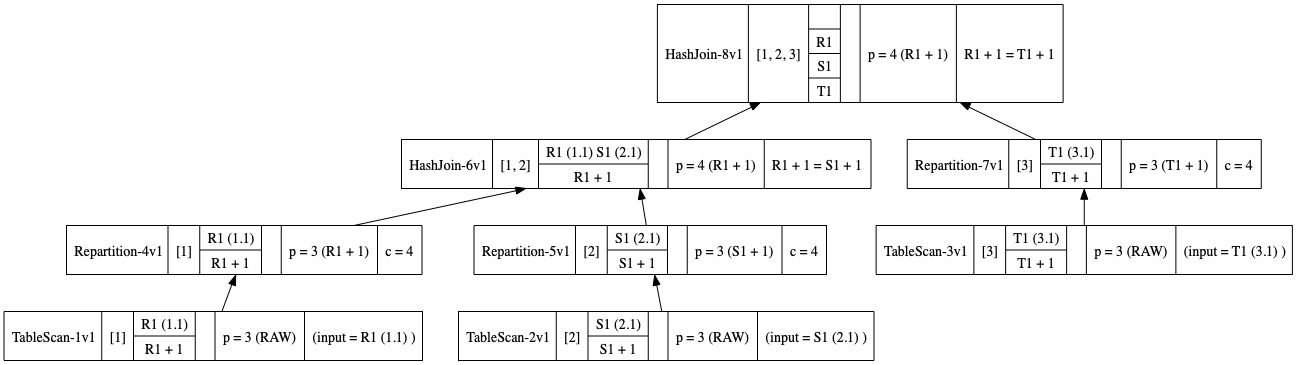 HashJoin-8v1 [1, 2, 3] R1 S1 T1 p = 4 (R1 + 1) R1 + 1 = T1 + 1
HashJoin-6v1 [1, 2] R1 (1.1) S1 (2.1) R1 + 1 p = 4 (R1 + 1) R1 + 1 = S1 + 1
Repartition-7v1 [3] T1 (3.1) T1 + 1 p = 3 (T1 + 1) c = 4
Repartition-4v1 [1] R1 (1.1) R1 + 1 p = 3 (R1 + 1) c = 4
Repartition-5v1 [2] S1 (2.1) S1 + 1 p = 3 (S1 + 1) c = 4
TableScan-3v1 [3] T1 (3.1) T1 + 1 p = 3 (RAW) (input = T1 (3.1) )
TableScan-1v1 [1] R1 (1.1) R1 + 1 p = 3 (RAW) (input = R1 (1.1) )
TableScan-2v1 [2] S1 (2.1) S1 + 1 p = 3 (RAW) (input = S1 (2.1) )